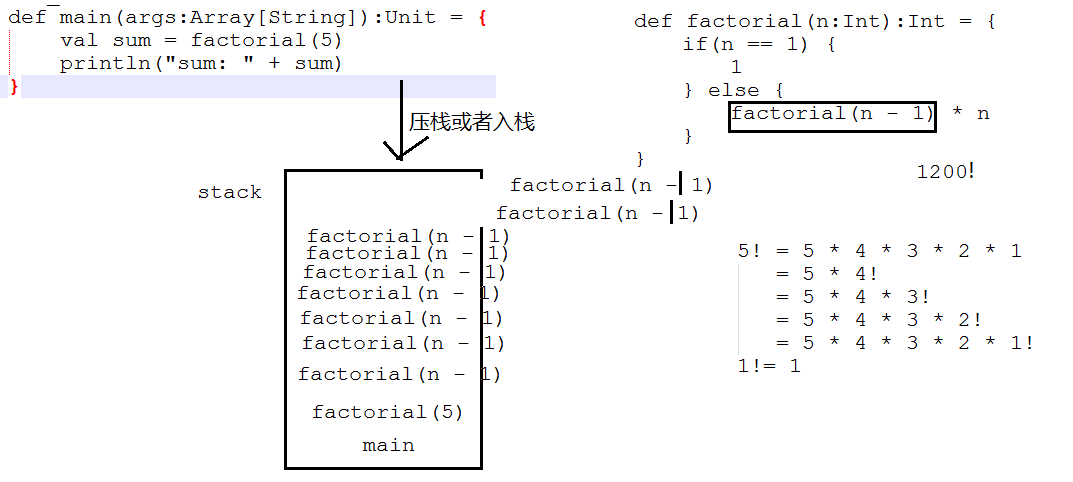 def main(args:Array[String]):Unit = {
val sum = factorial(5)
println("sum: " + sum)
}
压栈或者入栈
def factorial(n:Int):Int = {
if(n == 1) {
1
} else {
factorial(n - 1) * n
}
}
1200!
stack
factorial(n - 1)
factorial(n - 1)
factorial(n - 1)
factorial(n - 1)
factorial(n - 1)
factorial(n - 1)
factorial(n - 1)
factorial(n - 1)
factorial(n - 1)
factorial(5)
main
5! = 5 * 4 * 3 * 2 * 1
= 5 * 4!
= 5 * 4 * 3!
= 5 * 4 * 3 * 2!
= 5 * 4 * 3 * 2 * 1!
1!= 1